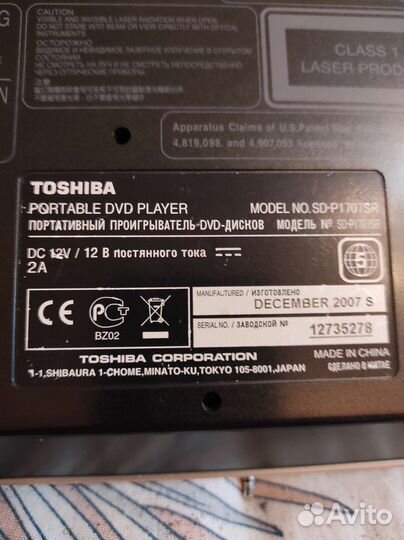 CAUTION
VISIBLE AND INVISIBLE LASER RADIATION WHEN OPEN
DO NOT STARE INTO BEAM OR VIEW DIRECTLY WITH OPTICAL
INSTRUMENTS.
ОСТОРОЖНО
ВИДИМОЕ И НЕВИДИМОЕ ЛАЗЕРНОЕ ИЗЛУЧЕНИЕ В ОТКРЫТОМ
СОСТОЯНИИ
НЕ СМОТРЕТЬ НА ЛУЧ И НЕ СМОТРЕТЬ НЕПОСРЕДСТВЕННО
ЧЕРЕЗ ОПТИЧЕСКИЕ ПРИБОРЫ
CLASS 1
LASER PROD
Apparatus Claims of U.S. Patent Nos.
4,819,098, and 4,907,093 licensed
TOSHIBA
PORTABLE DVD PLAYER MODEL NO. SD-P1707SR
ПОРТАТИВНЫЙ ПРОИГРЫВАТЕЛЬ DVD-ДИСКОВ МОДЕЛЬ № SD-P1707SR
DC 12V / 12 В постоянного тока
2A
5
CE
BZ02
MANUFACTURED / ИЗГОТОВЛЕНО
DECEMBER 2007 S
SERIAL NO. / ЗАВОДСКОЙ №
12735278
TOSHIBA CORPORATION
1-1, SHIBAURA 1-CHOME, MINATO-KU, TOKYO 105-8001, JAPAN
MADE IN CHINA
СДЕЛАНО В КИТАЕ
Avito